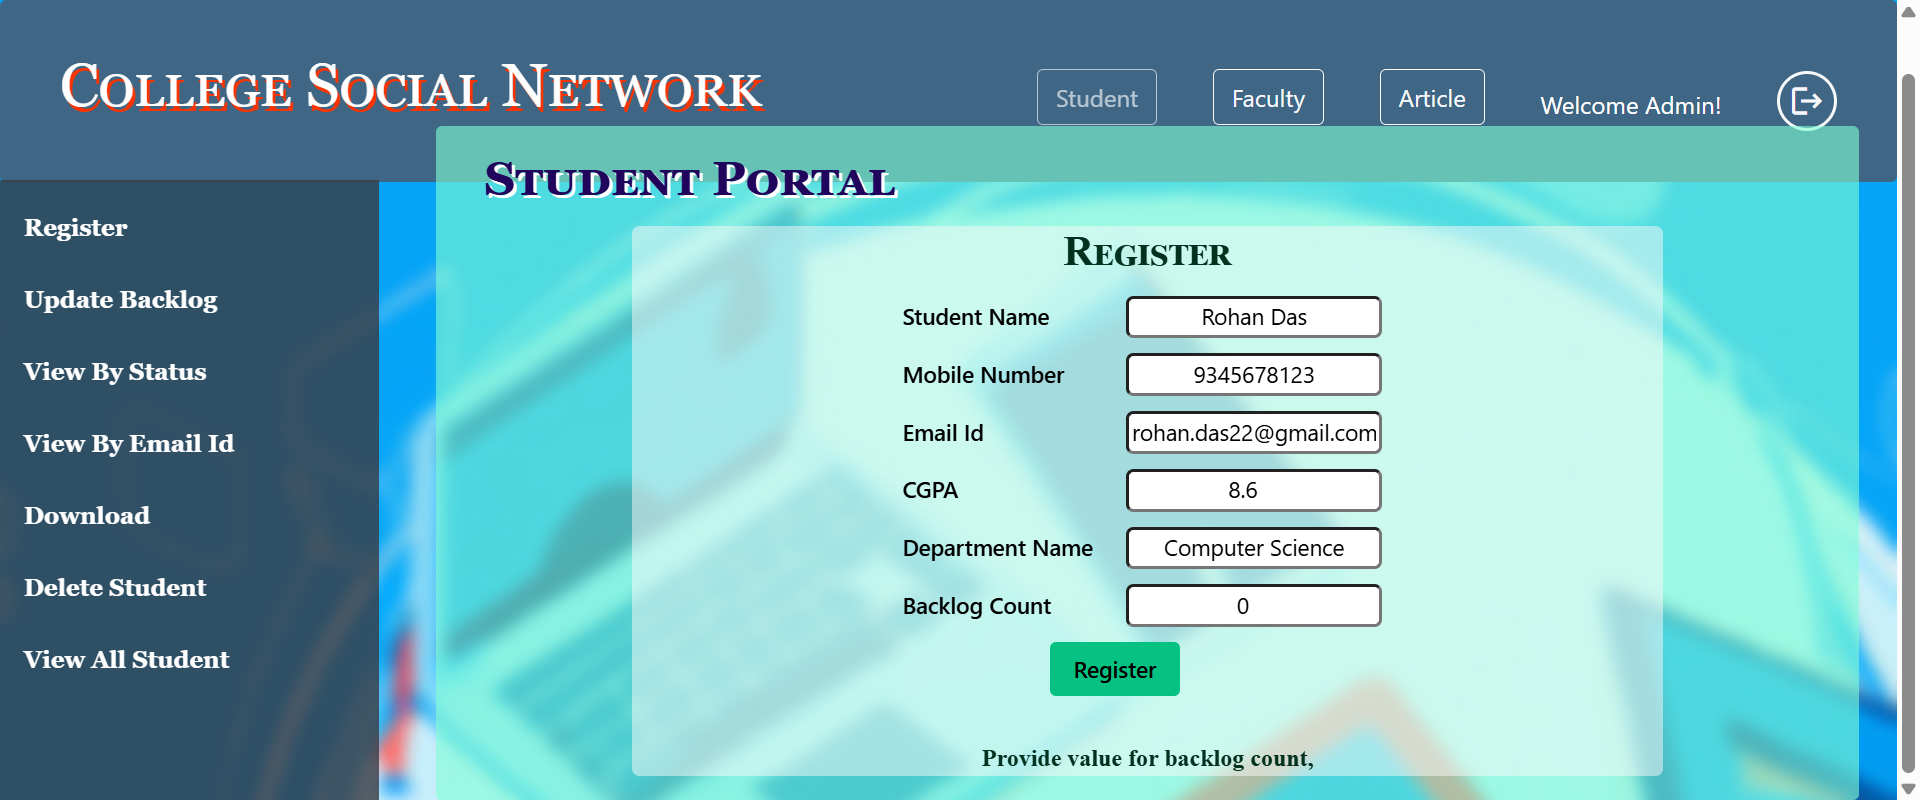 College Social Network
Student
Faculty
Article
Welcome Admin!
Student Portal
Register
Update Backlog
View By Status
View By Email Id
Download
Delete Student
View All Student
Register
Student Name
Rohan Das
Mobile Number
9345678123
Email Id
rohan.das22@gmail.com
CGPA
8.6
Department Name
Computer Science
Backlog Count
0
Register
Provide value for backlog count,